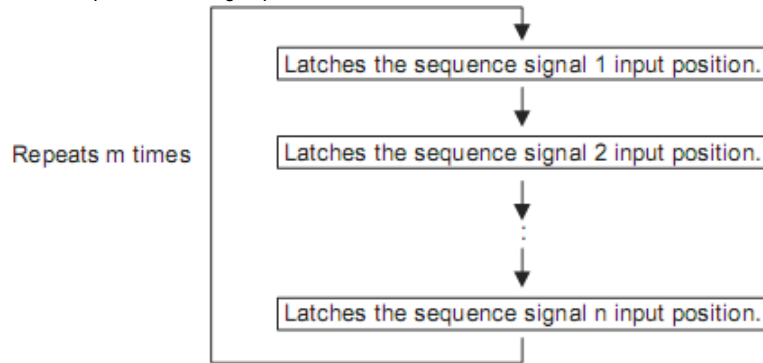 Latches the sequence signal 1 input position.
Repeats m times
Latches the sequence signal 2 input position.
:
Latches the sequence signal n input position.